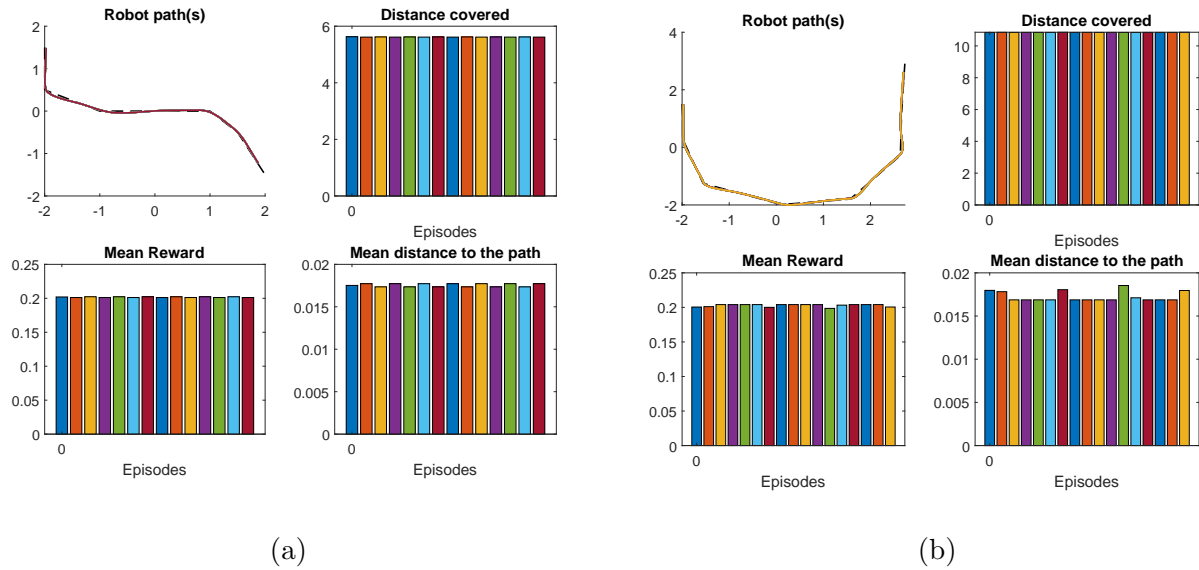 Robot path(s)
2
1
0
-1
-2
-2 -1 0 1 2
Distance covered
6
4
2
0
0
Episodes
Mean Reward
0.25
0.2
0.15
0.1
0.05
0
0
Episodes
Mean distance to the path
0.02
0.015
0.01
0.005
0
0
Episodes
(a)
Robot path(s)
4
2
0
-2
-2 -1 0 1 2
Distance covered
10
8
6
4
2
0
0
Episodes
Mean Reward
0.25
0.2
0.15
0.1
0.05
0
0
Episodes
Mean distance to the path
0.02
0.015
0.01
0.005
0
0
Episodes
(b)